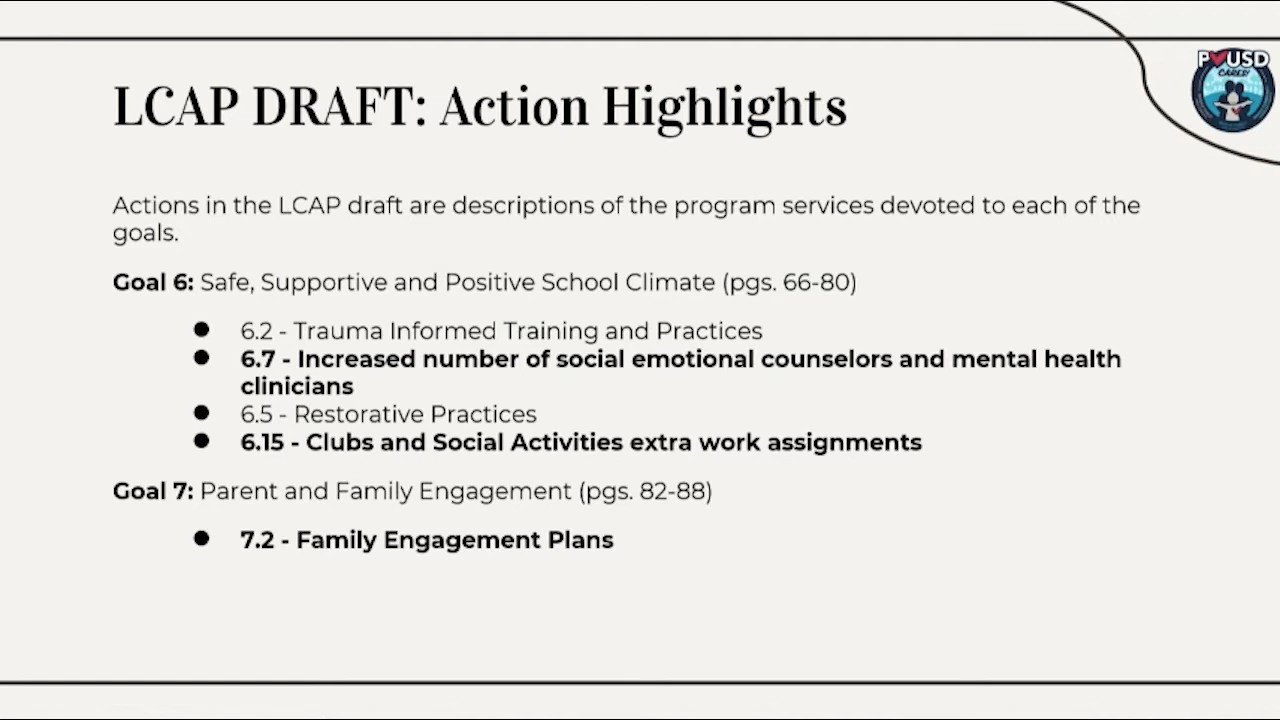 PVUSD
CARES!
LCAP DRAFT: Action Highlights
Actions in the LCAP draft are descriptions of the program services devoted to each of the
goals.
Goal 6: Safe, Supportive and Positive School Climate (pgs. 66-80)
● 6.2 - Trauma Informed Training and Practices
● 6.7 - Increased number of social emotional counselors and mental health
clinicians
● 6.5 - Restorative Practices
● 6.15 - Clubs and Social Activities extra work assignments
Goal 7: Parent and Family Engagement (pgs. 82-88)
● 7.2 - Family Engagement Plans